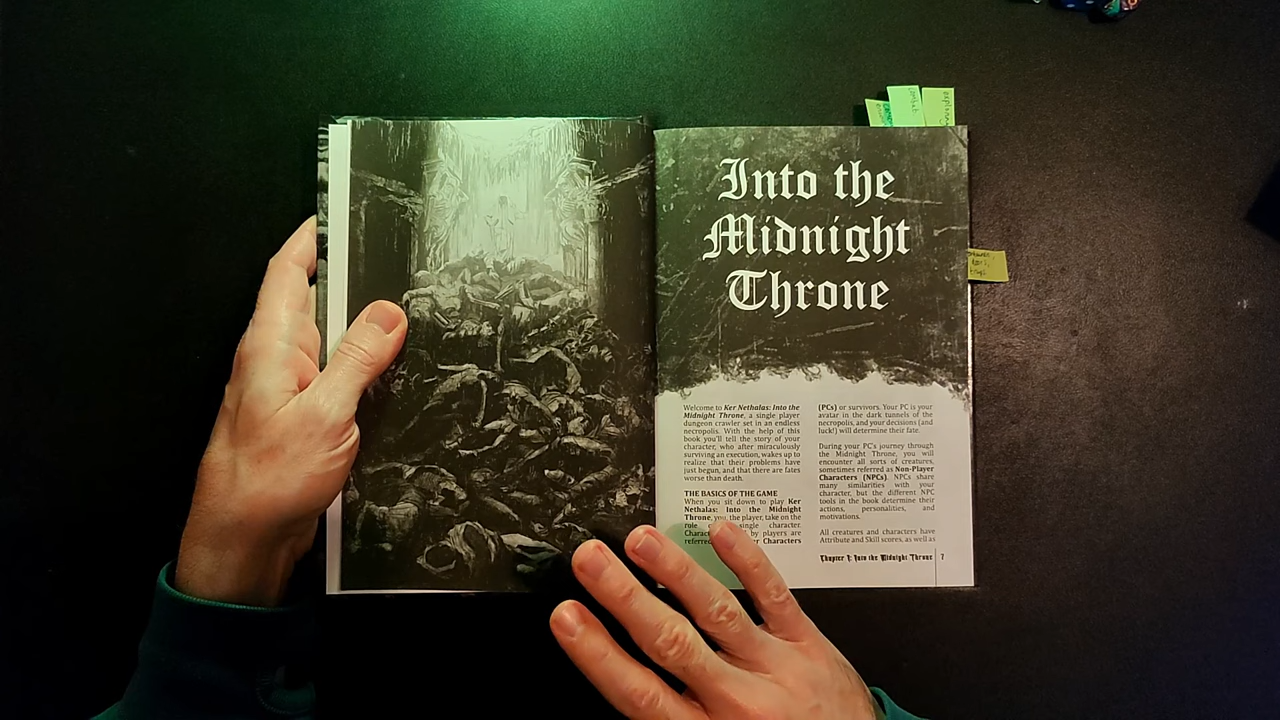 combat
Into the
Midnight
Throne
Welcome to Ker Nethalas: Into the
Midnight Throne, a single player
dungeon crawler set in an endless
necropolis. With the help of this
book you'll tell the story of your
character, who after miraculously
surviving an execution, wakes up to
realize that their problems have
just begun, and that there are fates
worse than death.
THE BASICS OF THE GAME
When you sit down to play Ker
Nethalas: Into the Midnight
Throne, you, the player, take on the
role single character.
by players are
Characters
(PCs) or survivors. Your PC is your
avatar in the dark tunnels of the
necropolis, and your decisions (and
luck!) will determine their fate.
During your PC's journey through
the Midnight Throne, you will
encounter all sorts of creatures,
sometimes referred as Non-Player
Characters (NPCs). NPCs share
many similarities with your
character, but the different NPC
tools in the book determine their
actions, personalities, and
motivations.
All creatures and characters have
Attribute and Skill scores, as well as
Chapter 1: Into the Midnight Throne 7